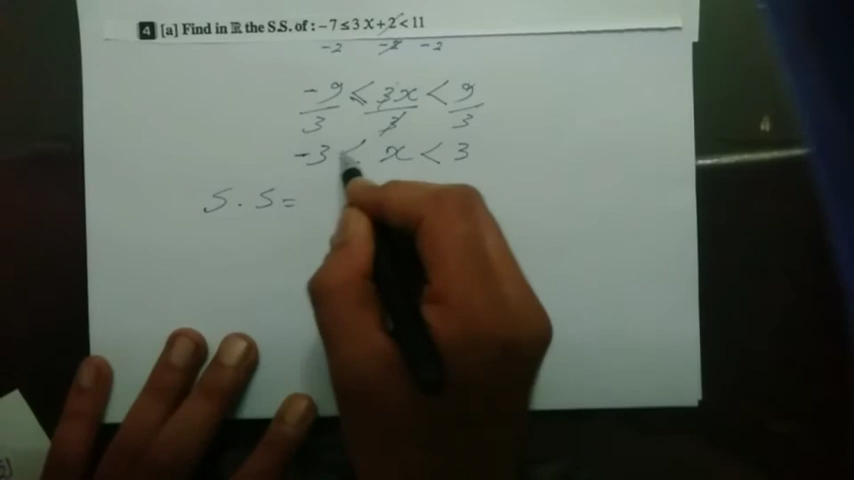 4 [a] Find in ℝ the S.S. of : – 7 ≤ 3 X + 2 < 11
-2 -2 -2
-9 ≤ 3x < 9
3 3 3
-3 < x < 3
S.S =